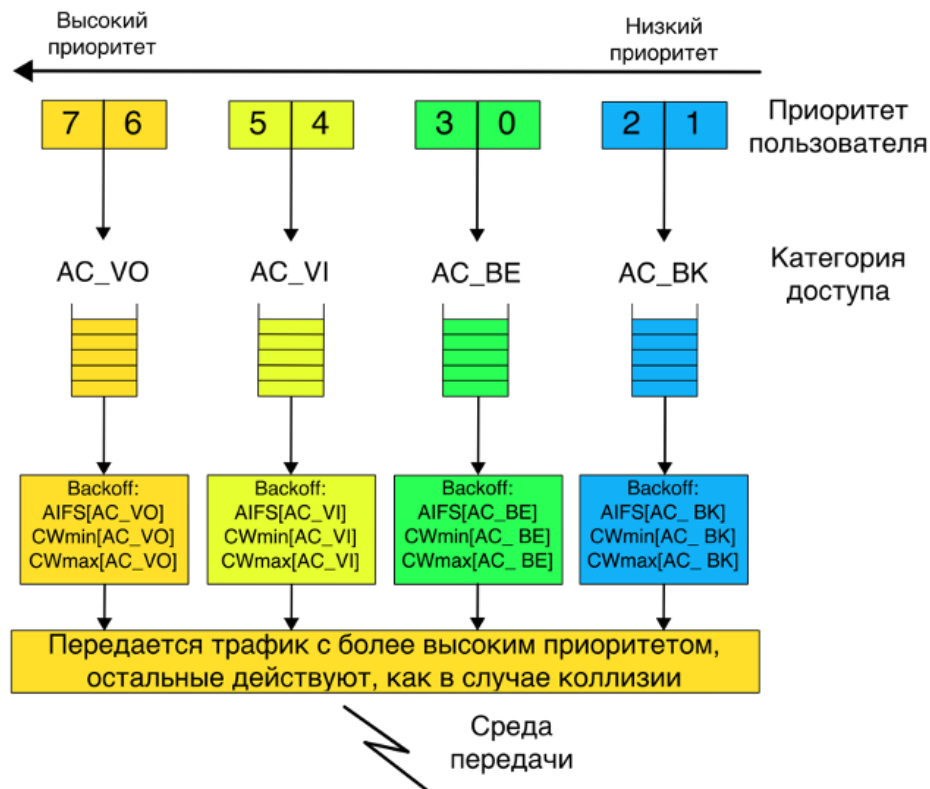 Высокий
приоритет
Низкий
приоритет
7 6 5 4 3 0 2 1
Приоритет
пользователя
AC_VO AC_VI AC_BE AC_BK
Категория
доступа
Backoff:
AIFS[AC_VO]
CWmin[AC_VO]
CWmax[AC_VO]
Backoff:
AIFS[AC_VI]
CWmin[AC_VI]
CWmax[AC_VI]
Backoff:
AIFS[AC_BE]
CWmin[AC_ BE]
CWmax[AC_ BE]
Backoff:
AIFS[AC_ BK]
CWmin[AC_ BK]
CWmax[AC_ BK]
Передается трафик с более высоким приоритетом,
остальные действуют, как в случае коллизии
Среда
передачи